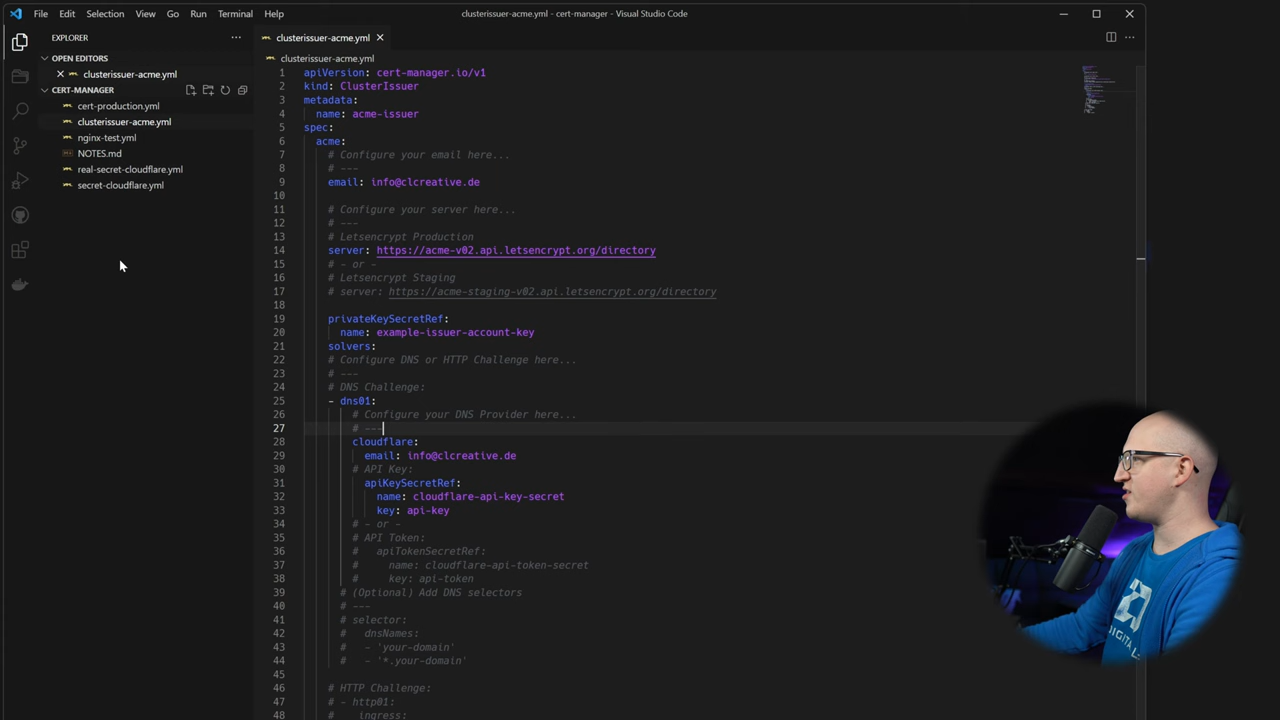 File Edit Selection View Go Run Terminal Help
clusterissuer-acme.yml - cert-manager - Visual Studio Code
EXPLORER
OPEN EDITORS
clusterissuer-acme.yml
CERT-MANAGER
cert-production.yml
clusterissuer-acme.yml
nginx-test.yml
NOTES.md
real-secret-cloudflare.yml
secret-cloudflare.yml
clusterissuer-acme.yml
clusterissuer-acme.yml
1 apiVersion: cert-manager.io/v1
2 kind: ClusterIssuer
3 metadata:
4 name: acme-issuer
5 spec:
6 acme:
7 # Configure your email here...
8 # ---
9 email: info@clcreative.de
10
11 # Configure your server here...
12 # ---
13 # Letsencrypt Production
14 server: https://acme-v02.api.letsencrypt.org/directory
15 # - or -
16 # Letsencrypt Staging
17 # server: https://acme-staging-v02.api.letsencrypt.org/directory
18
19 privateKeySecretRef:
20 name: example-issuer-account-key
21 solvers:
22 # Configure DNS or HTTP Challenge here...
23 # ---
24 # DNS Challenge:
25 - dns01:
26 # Configure your DNS Provider here...
27 # ---
28 cloudflare:
29 email: info@clcreative.de
30 # API Key:
31 apiKeySecretRef:
32 name: cloudflare-api-key-secret
33 key: api-key
34 # - or -
35 # API Token:
36 # apiTokenSecretRef:
37 # name: cloudflare-api-token-secret
38 # key: api-token
39 # (Optional) Add DNS selectors
40 # ---
41 # selector:
42 # dnsNames:
43 # - 'your-domain'
44 # - '*.your-domain'
45
46 # HTTP Challenge:
47 # - http01:
48 # ingress:
DIGITAL